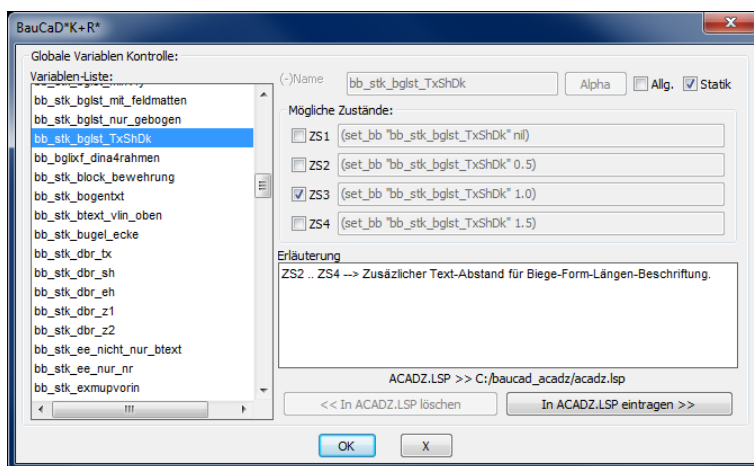 BauCaD*K+R*
Globale Variablen Kontrolle:
Variablen-Liste:
bb_stk_bglst_mit_feldmatten
bb_stk_bglst_nur_gebogen
bb_stk_bglst_TxShDk
bb_bglixf_dina4rahmen
bb_stk_block_bewehrung
bb_stk_bogentxt
bb_stk_btext_vlin_oben
bb_stk_bugel_ecke
bb_stk_dbr_tx
bb_stk_dbr_sh
bb_stk_dbr_eh
bb_stk_dbr_z1
bb_stk_dbr_z2
bb_stk_ee_nicht_nur_btext
bb_stk_ee_nur_nr
bb_stk_exmupvorin
(-)Name bb_stk_bglst_TxShDk Alpha Allg. Statik
Mögliche Zustände:
ZS1 (set_bb "bb_stk_bglst_TxShDk" nil)
ZS2 (set_bb "bb_stk_bglst_TxShDk" 0.5)
ZS3 (set_bb "bb_stk_bglst_TxShDk" 1.0)
ZS4 (set_bb "bb_stk_bglst_TxShDk" 1.5)
Erläuterung
ZS2 .. ZS4 --> Zusäzlicher Text-Abstand für Biege-Form-Längen-Beschriftung.
ACADZ.LSP >> C:/baucad_acadz/acadz.lsp
<< In ACADZ.LSP löschen In ACADZ.LSP eintragen >>
OK X